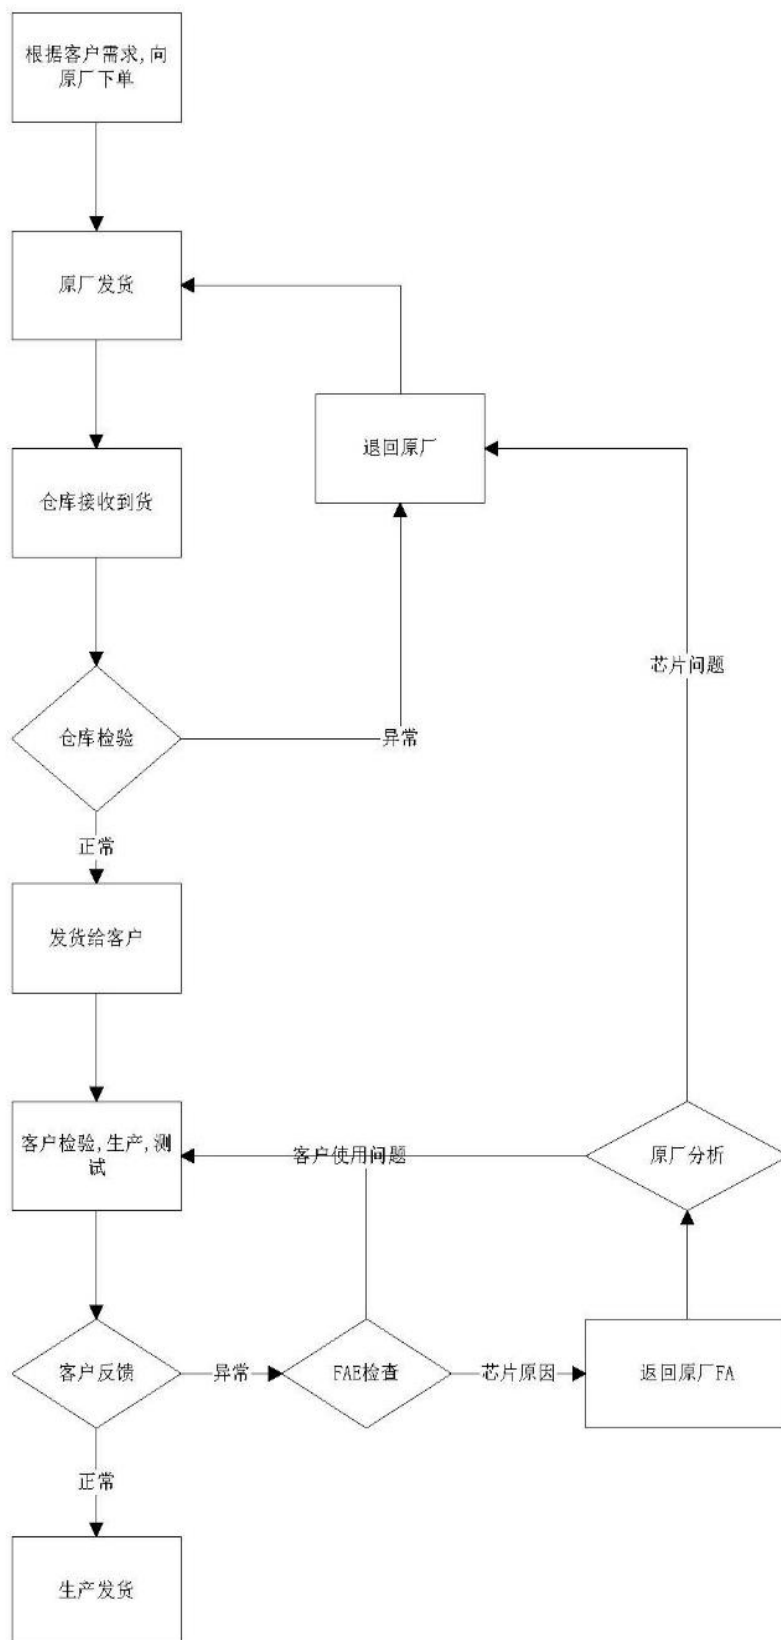 根据客户需求,向
原厂下单
原厂发货
退回原厂
仓库接收到货
芯片问题
仓库检验
异常
正常
发货给客户
客户检验,生产,测
试
客户使用问题
原厂分析
客户反馈
异常
FAE检查
芯片原因
返回原厂FA
正常
生产发货